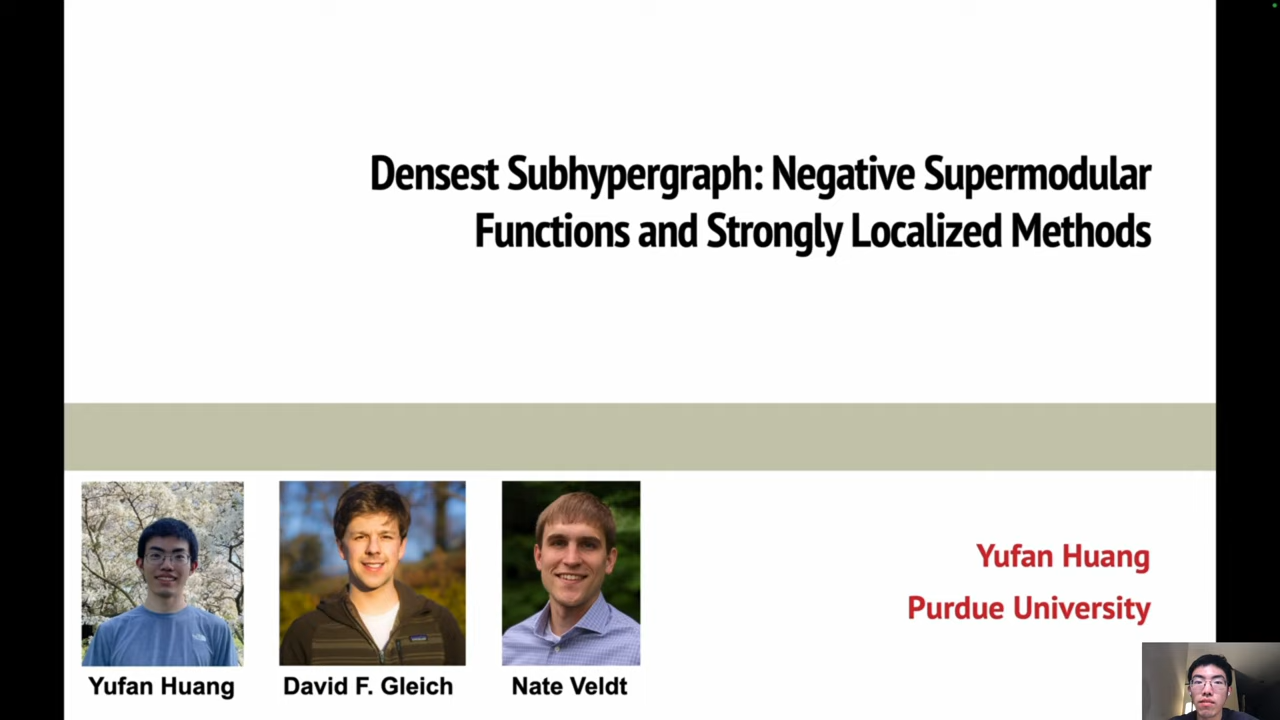 Densest Subhypergraph: Negative Supermodular
Functions and Strongly Localized Methods
Yufan Huang
Purdue University
Yufan Huang
David F. Gleich
Nate Veldt